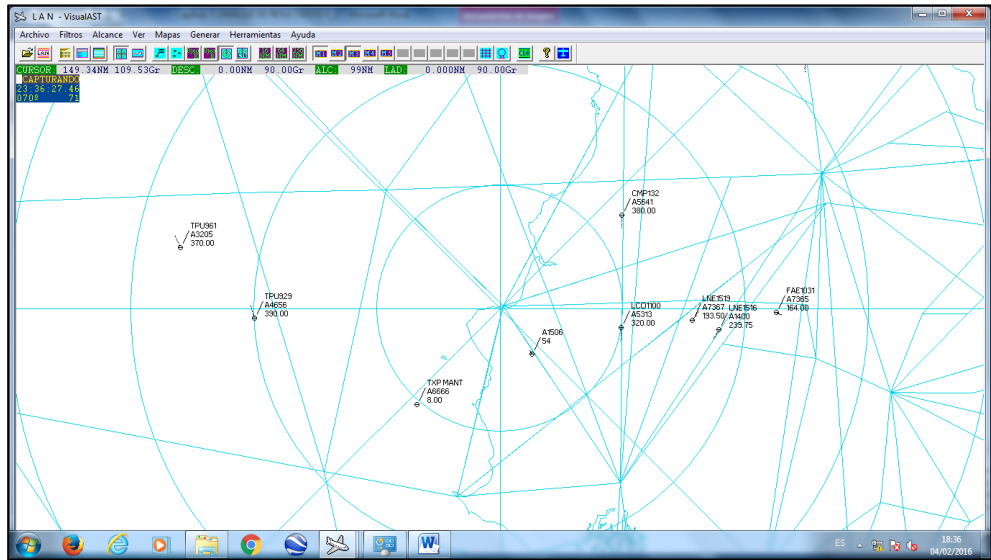 L A N - VisualAST
Archivo Filtros Alcance Ver Mapas Generar Herramientas Ayuda
CURSOR: 149.34NM 109.53Gr DESC: 0.00NM 90.00Gr ALC: 99NM LAD: 0.000NM 90.00Gr
CAPTURANDO
23:36:27.46
070º 71
CMP132
A5641
380.00
TPU961
A3205
370.00
TPU929
A4656
390.00
FAE1031
A7365
164.00
LNE1519
A7367
193.50
LNE1516
A1400
239.75
LCO1100
A5313
320.00
A1506
54
TXP MANT
A6666
8.00
ES
18:36
04/02/2016